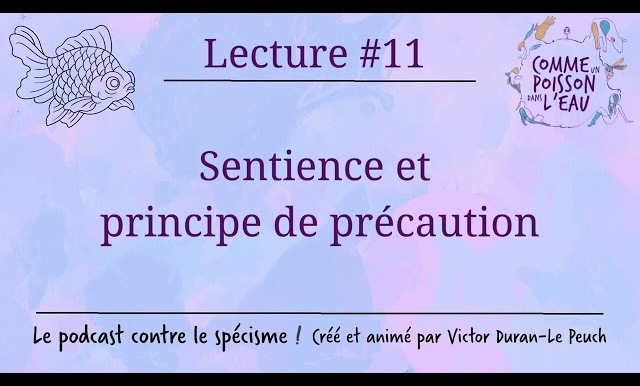 Lecture #11
COMME UN
POISSON
DANS L'EAU
Sentience et
principe de précaution
Le podcast contre le spécisme ! Créé et animé par Victor Duran-Le Peuch